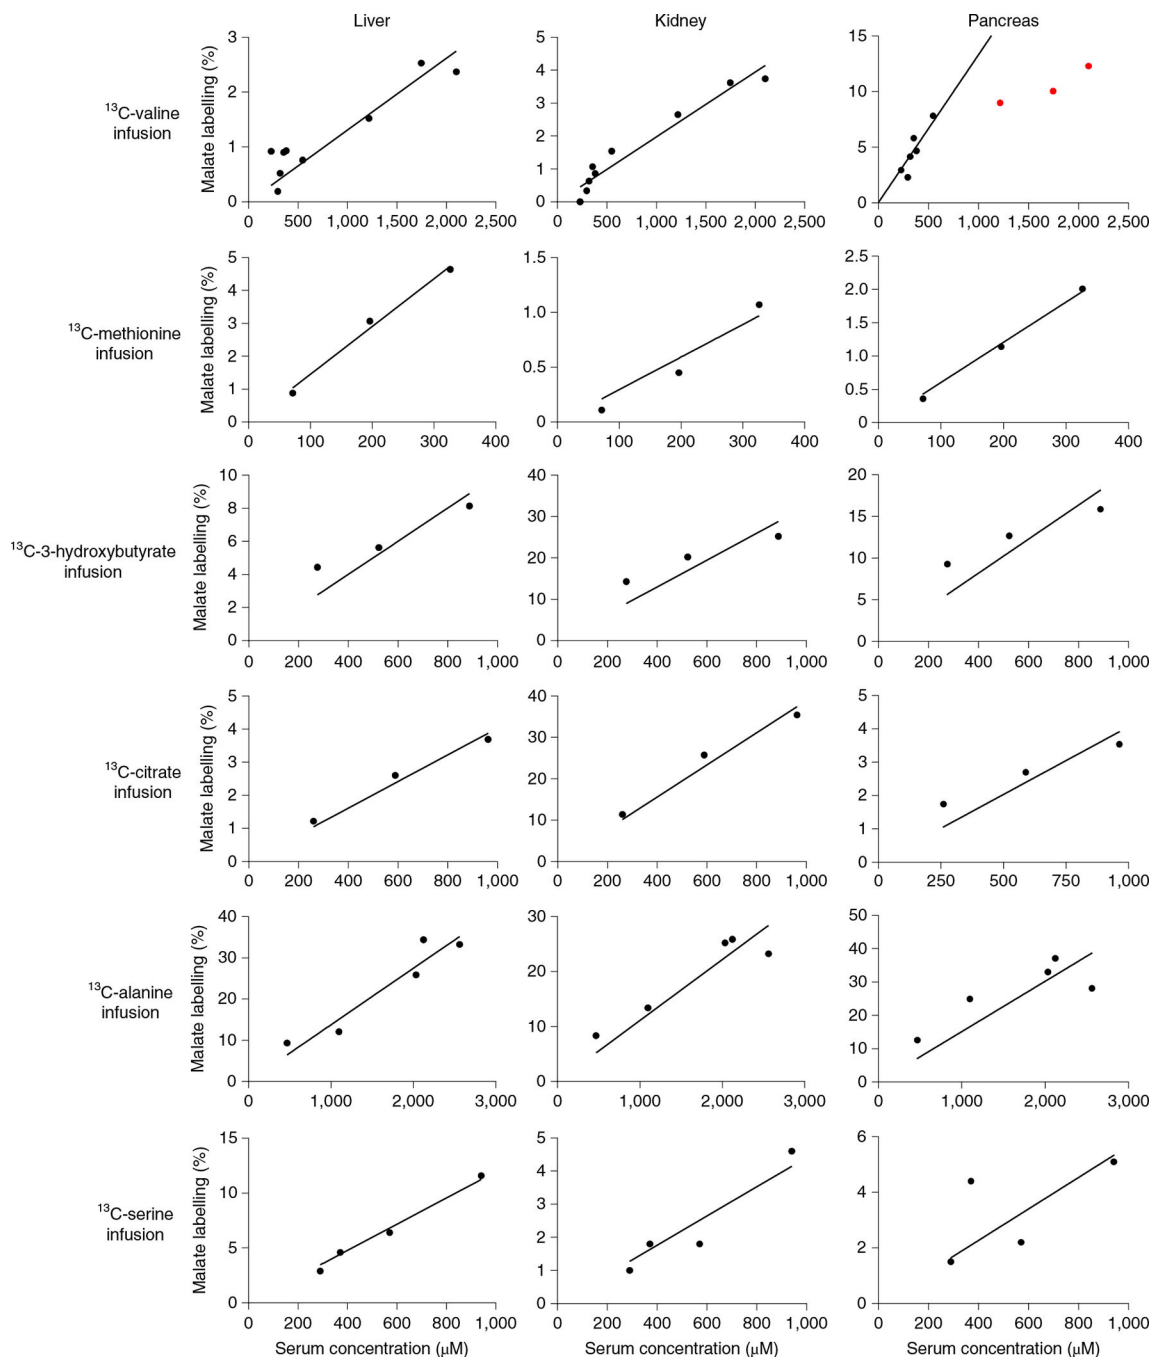 Liver
Kidney
Pancreas
¹³C-valine
infusion
Malate labelling (%)
3
2
1
0
0 500 1,000 1,500 2,000 2,500
5
4
3
2
1
0
0 500 1,000 1,500 2,000 2,500
15
10
5
0
0 500 1,000 1,500 2,000 2,500
¹³C-methionine
infusion
Malate labelling (%)
5
4
3
2
1
0
0 100 200 300 400
1.5
1.0
0.5
0
0 100 200 300 400
2.5
2.0
1.5
1.0
0.5
0
0 100 200 300 400
¹³C-3-hydroxybutyrate
infusion
Malate labelling (%)
10
8
6
4
2
0
0 200 400 600 800 1,000
40
30
20
10
0
0 200 400 600 800 1,000
20
15
10
5
0
0 200 400 600 800 1,000
¹³C-citrate
infusion
Malate labelling (%)
5
4
3
2
1
0
0 200 400 600 800 1,000
40
30
20
10
0
0 200 400 600 800 1,000
5
4
3
2
1
0
0 250 500 750 1,000
¹³C-alanine
infusion
Malate labelling (%)
40
30
20
10
0
0 1,000 2,000 3,000
30
20
10
0
0 1,000 2,000 3,000
50
40
30
20
10
0
0 1,000 2,000 3,000
¹³C-serine
infusion
Malate labelling (%)
15
10
5
0
0 200 400 600 800 1,000
Serum concentration (μM)
5
4
3
2
1
0
0 200 400 600 800 1,000
Serum concentration (μM)
6
4
2
0
0 200 400 600 800 1,000
Serum concentration (μM)